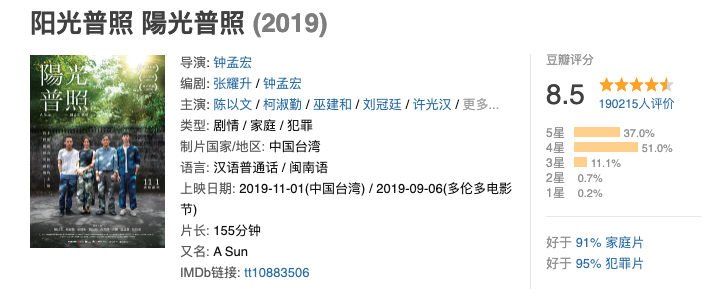 阳光普照 陽光普照 (2019)
陽光
普照
11.1
导演: 钟孟宏
编剧: 张耀升 / 钟孟宏
主演: 陈以文 / 柯淑勤 / 巫建和 / 刘冠廷 / 许光汉 / 更多...
类型: 剧情 / 家庭 / 犯罪
制片国家/地区: 中国台湾
语言: 汉语普通话 / 闽南语
上映日期: 2019-11-01(中国台湾) / 2019-09-06(多伦多电影
节)
片长: 155分钟
又名: A Sun
IMDb链接: tt10883506
豆瓣评分
8.5
190215人评价
5星 37.0%
4星 51.0%
3星 11.1%
2星 0.7%
1星 0.2%
好于 91% 家庭片
好于 95% 犯罪片